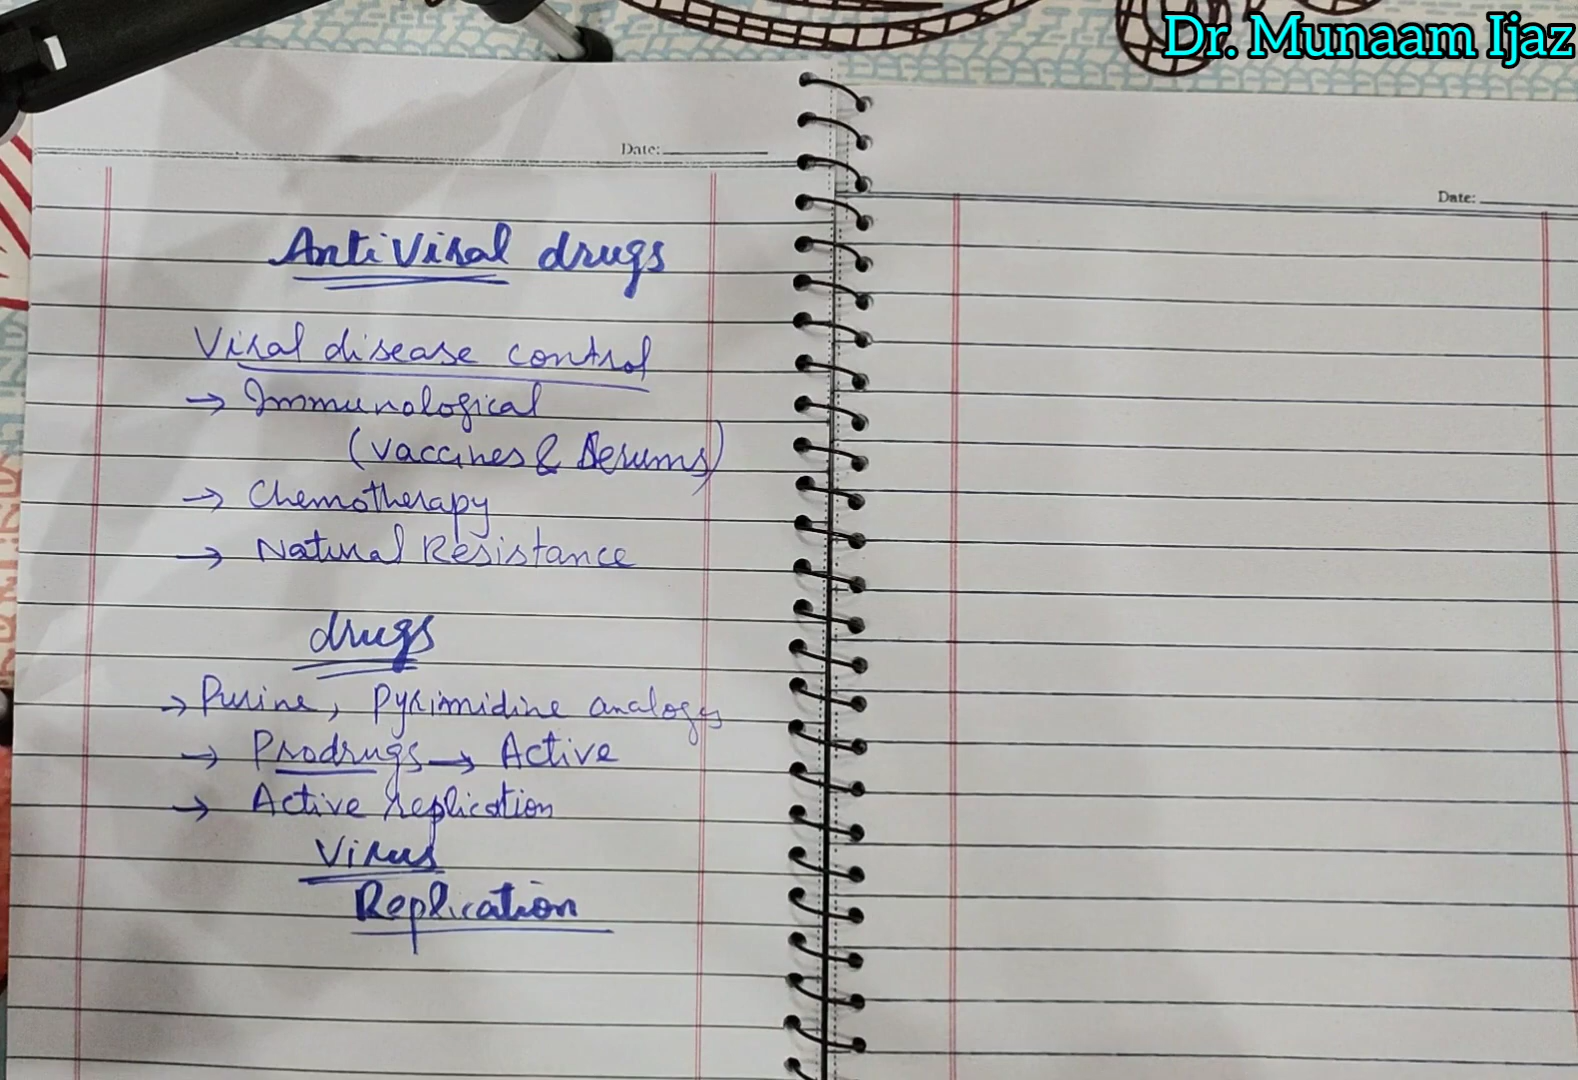 Dr. Munaam Ijaz
Date:
Date:
AntiViral drugs
Viral disease control
→ Immunological
(Vaccines & Serums)
→ Chemotherapy
→ Natural Resistance
drugs
→ Purine, Pyrimidine analogs
→ Prodrugs → Active
→ Active replication
Virus
Replication